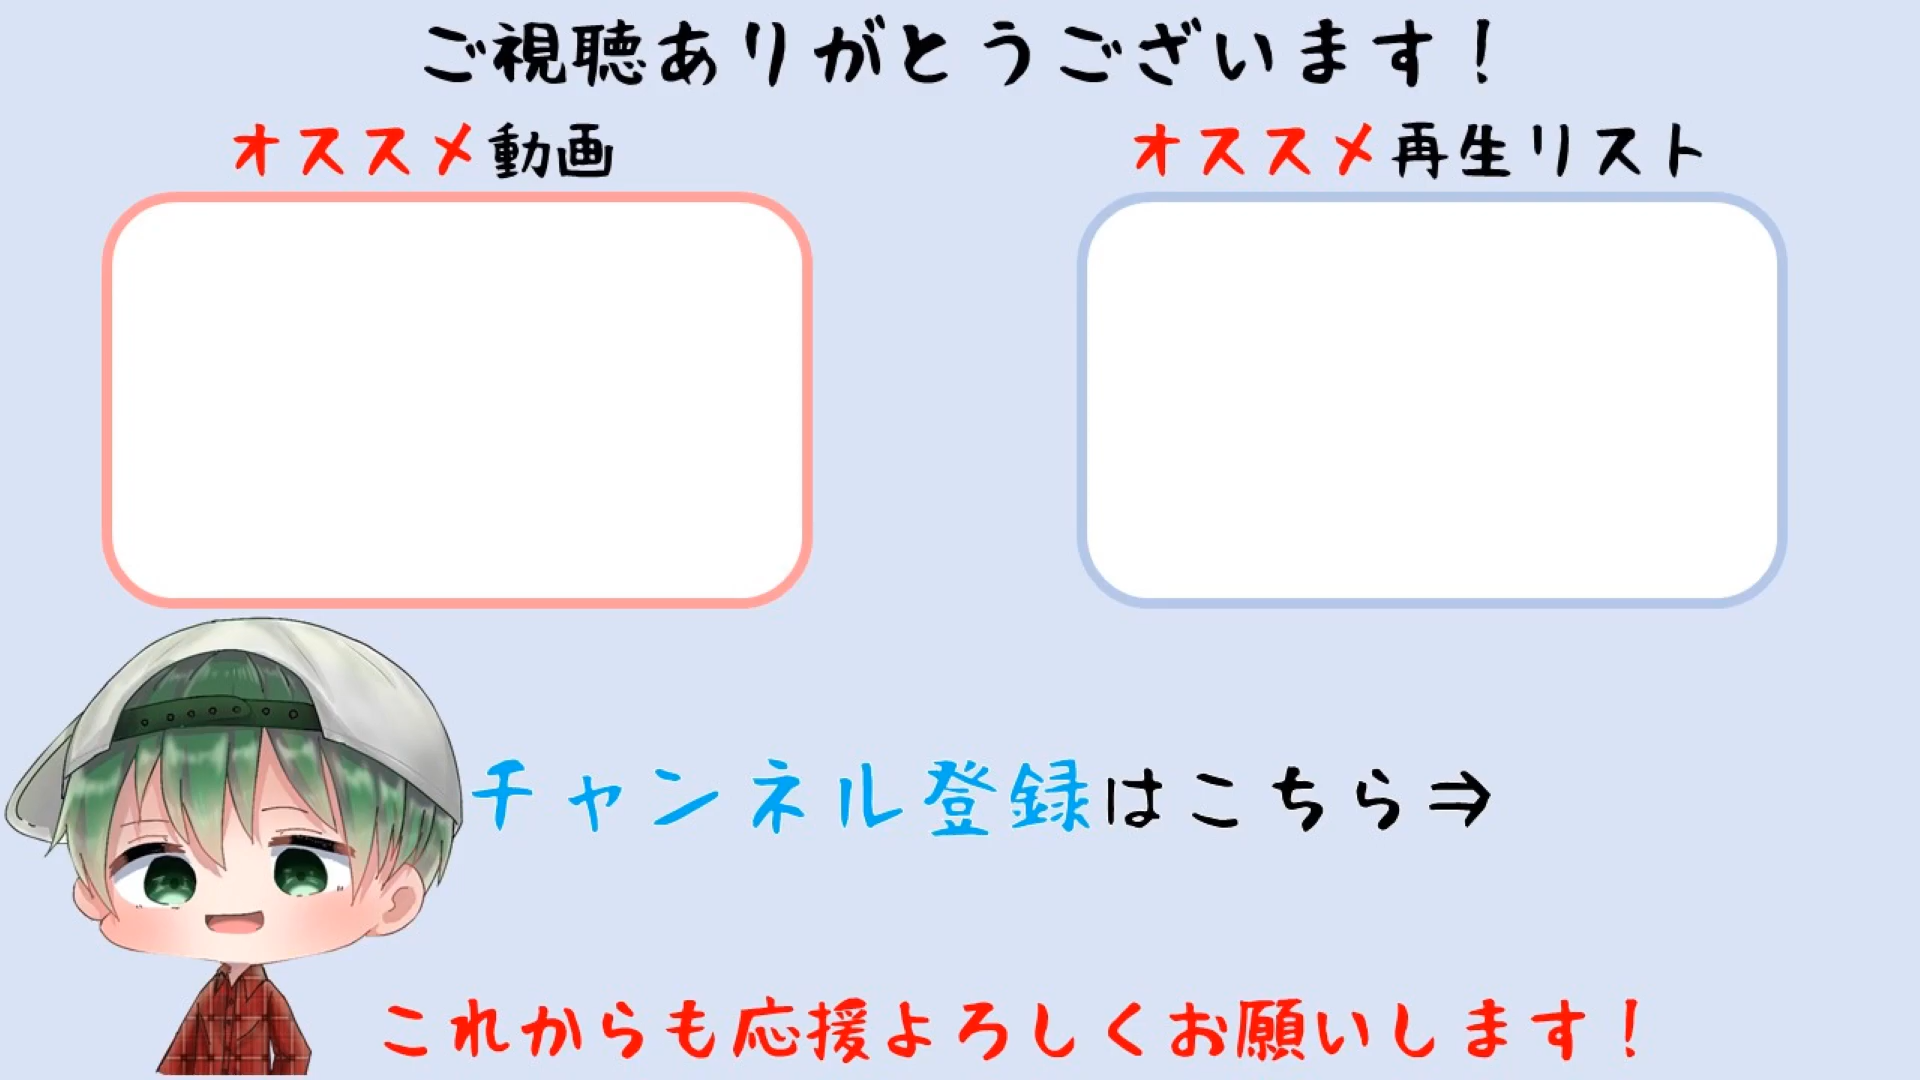 ご視聴ありがとうございます！
オススメ動画
オススメ再生リスト
チャンネル登録はこちら⇒
これからも応援よろしくお願いします！